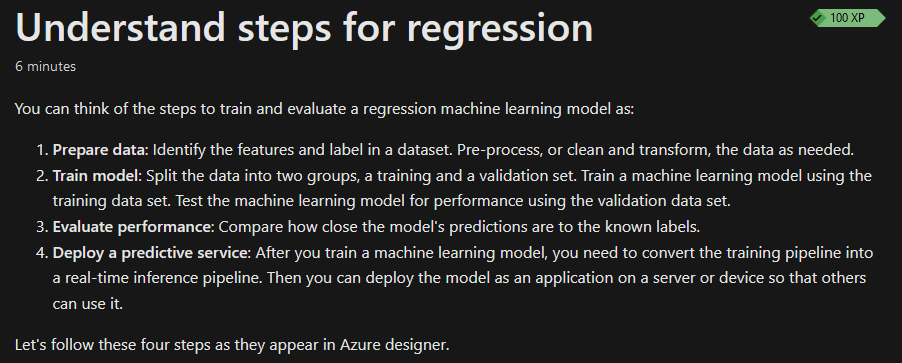 Understand steps for regression
100 XP
6 minutes
You can think of the steps to train and evaluate a regression machine learning model as:
1. Prepare data: Identify the features and label in a dataset. Pre-process, or clean and transform, the data as needed.
2. Train model: Split the data into two groups, a training and a validation set. Train a machine learning model using the
training data set. Test the machine learning model for performance using the validation data set.
3. Evaluate performance: Compare how close the model's predictions are to the known labels.
4. Deploy a predictive service: After you train a machine learning model, you need to convert the training pipeline into
a real-time inference pipeline. Then you can deploy the model as an application on a server or device so that others
can use it.
Let's follow these four steps as they appear in Azure designer.